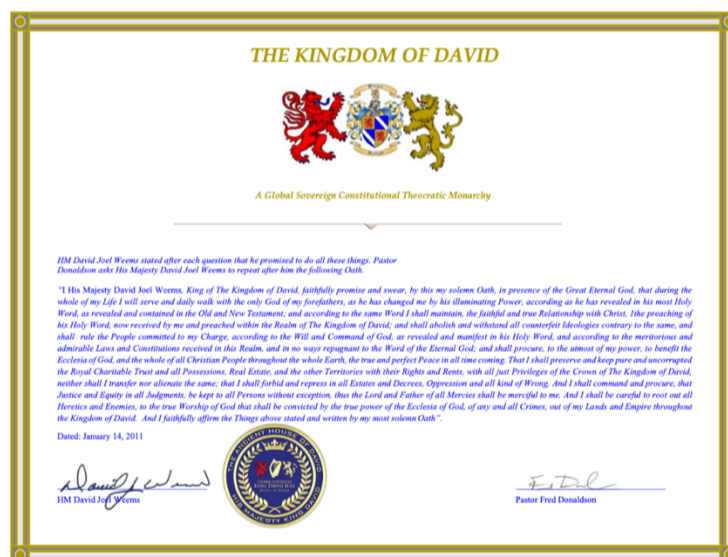 THE KINGDOM OF DAVID
A Global Sovereign Constitutional Theocratic Monarchy
HM David Joel Weems stated after each question that he promised to do all these things. Pastor
Donaldson asks His Majesty David Joel Weems to repeat after him the following Oath.
“I His Majesty David Joel Weems, King of The Kingdom of David, faithfully promise and swear, by this my solemn Oath, in presence of the Great Eternal God, that during the
whole of my Life I will serve and daily walk with the only God of my forefathers, as he has changed me by his illuminating Power, according as he has revealed in his most Holy
Word, as revealed and contained in the Old and New Testament; and according to the same Word I shall maintain, the faithful and true Relationship with Christ, 1the preaching of
his Holy Word, now received by me and preached within the Realm of The Kingdom of David; and shall abolish and withstand all counterfeit Ideologies contrary to the same, and
shall rule the People committed to my Charge, according to the Will and Command of God, as revealed and manifest in his Holy Word, and according to the meritorious and
admirable Laws and Constitutions received in this Realm, and in no ways repugnant to the Word of the Eternal God; and shall procure, to the utmost of my power, to benefit the
Ecclesia of God, and the whole of all Christian People throughout the whole Earth, the true and perfect Peace in all time coming. That I shall preserve and keep pure and uncorrupted
the Royal Charitable Trust and all Possessions, Real Estate, and the other Territories with their Rights and Rents, with all just Privileges of the Crown of The Kingdom of David,
neither shall I transfer nor alienate the same; that I shall forbid and repress in all Estates and Decrees, Oppression and all kind of Wrong. And I shall command and procure, that
Justice and Equity in all Judgments, be kept to all Persons without exception, thus the Lord and Father of all Mercies shall be merciful to me. And I shall be careful to root out all
Heretics and Enemies, to the true Worship of God that shall be convicted by the true power of the Ecclesia of God, of any and all Crimes, out of my Lands and Empire throughout
the Kingdom of David. And I faithfully affirm the Things above stated and written by my most solemn Oath”.
Dated: January 14, 2011
THE ANCIENT HOUSE OF DAVID
KING DAVID JOEL
HIS MAJESTY KING DAVID
David J Weems
HM David Joel Weems
Pastor Fred Donaldson